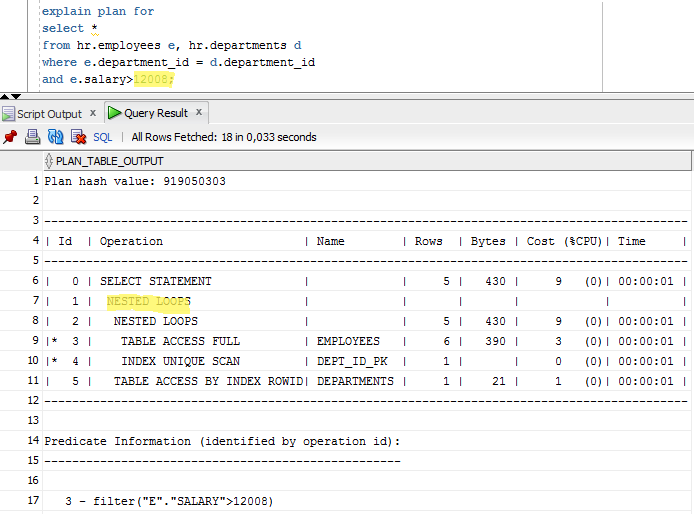 explain plan for
select *
from hr.employees e, hr.departments d
where e.department_id = d.department_id
and e.salary>12008;
Script Output x Query Result x
SQL | All Rows Fetched: 18 in 0,033 seconds
PLAN_TABLE_OUTPUT
1 Plan hash value: 919050303
2
3 --------------------------------------------------------------------------------------------
4 | Id  | Operation                    | Name        | Rows  | Bytes | Cost (%CPU)| Time     |
5 --------------------------------------------------------------------------------------------
6 |   0 | SELECT STATEMENT             |             |     5 |   430 |     9   (0)| 00:00:01 |
7 |   1 |  NESTED LOOPS                |             |       |       |            |          |
8 |   2 |   NESTED LOOPS               |             |     5 |   430 |     9   (0)| 00:00:01 |
9 |*  3 |    TABLE ACCESS FULL         | EMPLOYEES   |     6 |   390 |     3   (0)| 00:00:01 |
10 |*  4 |    INDEX UNIQUE SCAN         | DEPT_ID_PK  |     1 |       |     0   (0)| 00:00:01 |
11 |   5 |   TABLE ACCESS BY INDEX ROWID| DEPARTMENTS |     1 |    21 |     1   (0)| 00:00:01 |
12 --------------------------------------------------------------------------------------------
13
14 Predicate Information (identified by operation id):
15 ---------------------------------------------------
16
17    3 - filter("E"."SALARY">12008)